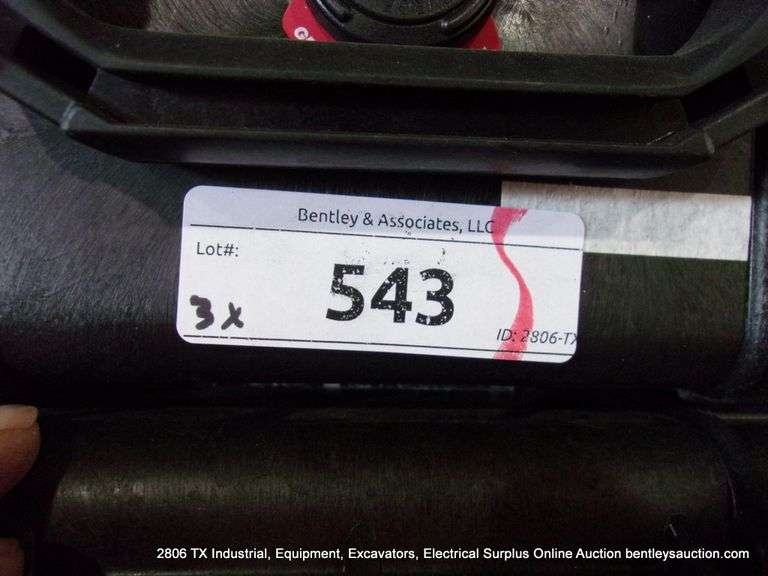 Bentley & Associates, LLC
Lot#:
543
3x
ID: 2806-TX
2806 TX Industrial, Equipment, Excavators, Electrical Surplus Online Auction bentleysauction.com